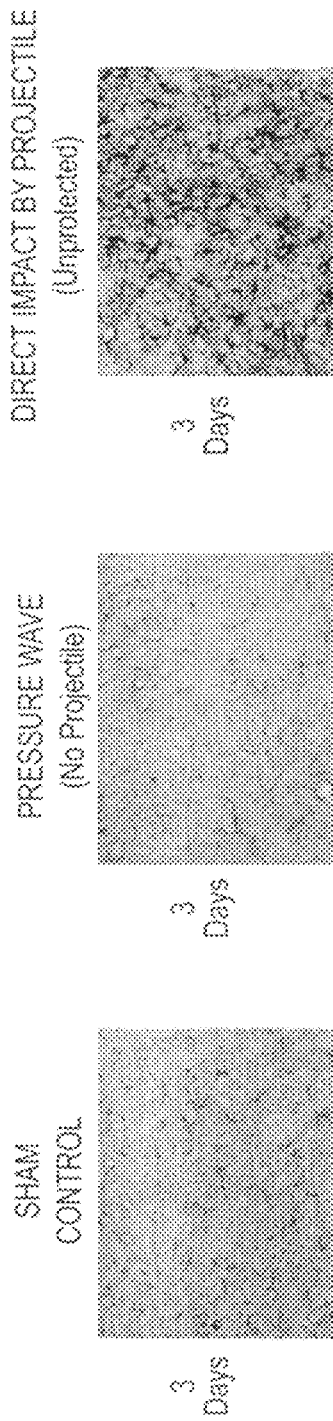 SHAM
CONTROL
3
Days
PRESSURE WAVE
(No Projectile)
3
Days
DIRECT IMPACT BY PROJECTILE
(Unprotected)
3
Days